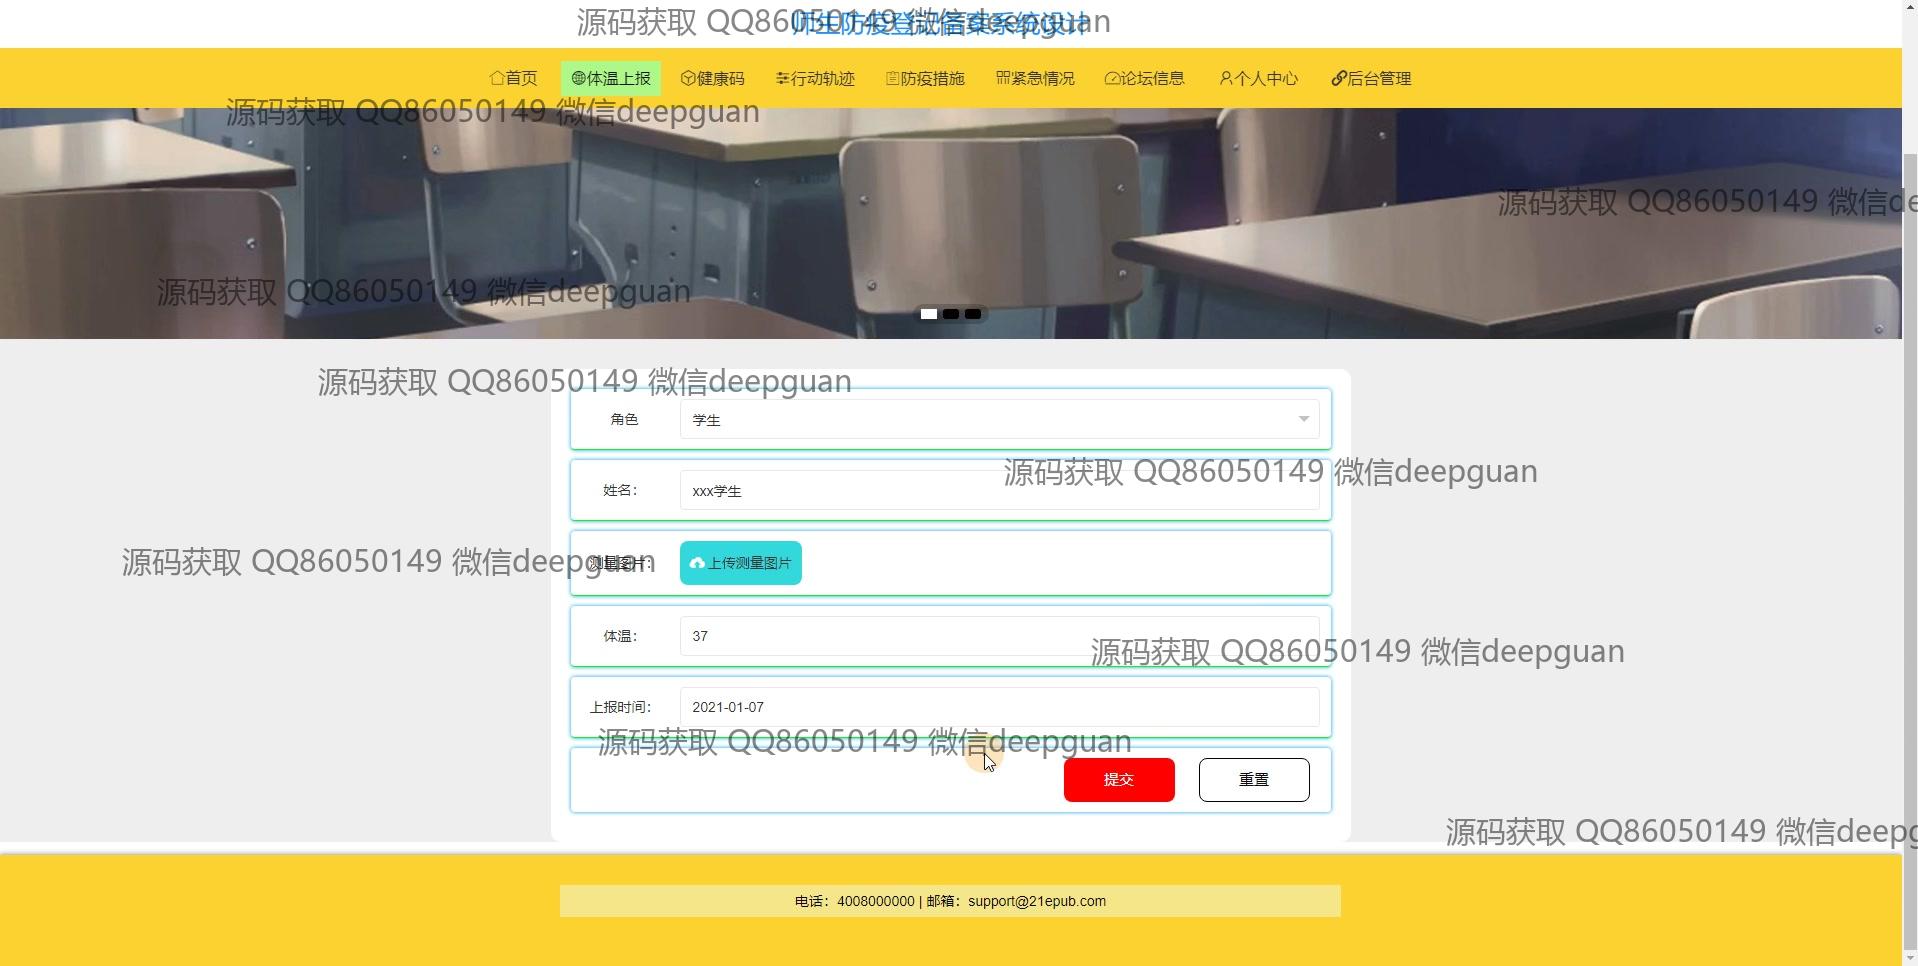 源码获取 QQ86050149 微信deepguan
师生防疫登记备案系统设计
首页 体温上报 健康码 行动轨迹 防疫措施 紧急情况 论坛信息 个人中心 后台管理
源码获取 QQ86050149 微信deepguan
源码获取 QQ86050149 微信de
源码获取 QQ86050149 微信deepguan
源码获取 QQ86050149 微信deepguan
角色 学生
源码获取 QQ86050149 微信deepguan
姓名： xxx学生
源码获取 QQ86050149 微信deepguan
测量图片： 上传测量图片
体温： 37
源码获取 QQ86050149 微信deepguan
上报时间： 2021-01-07
源码获取 QQ86050149 微信deepguan
提交 重置
源码获取 QQ86050149 微信deepg
电话：4008000000 | 邮箱：support@21epub.com